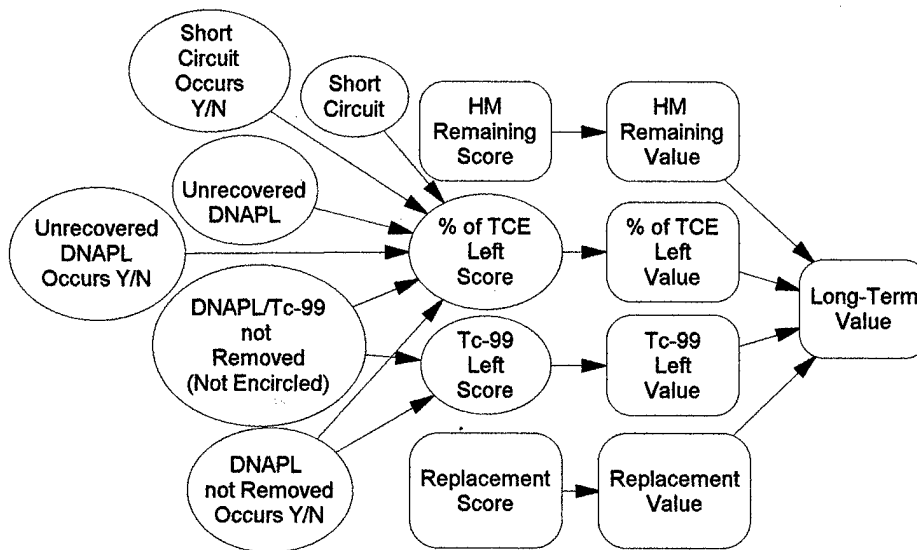 Short
Circuit
Occurs
Y/N
Short
Circuit
HM
Remaining
Score
HM
Remaining
Value
Unrecovered
DNAPL
Unrecovered
DNAPL
Occurs Y/N
% of TCE
Left
Score
% of TCE
Left
Value
Long-Term
Value
DNAPL/Tc-99
not
Removed
(Not Encircled)
Tc-99
Left
Score
Tc-99
Left
Value
DNAPL
not Removed
Occurs Y/N
Replacement
Score
Replacement
Value